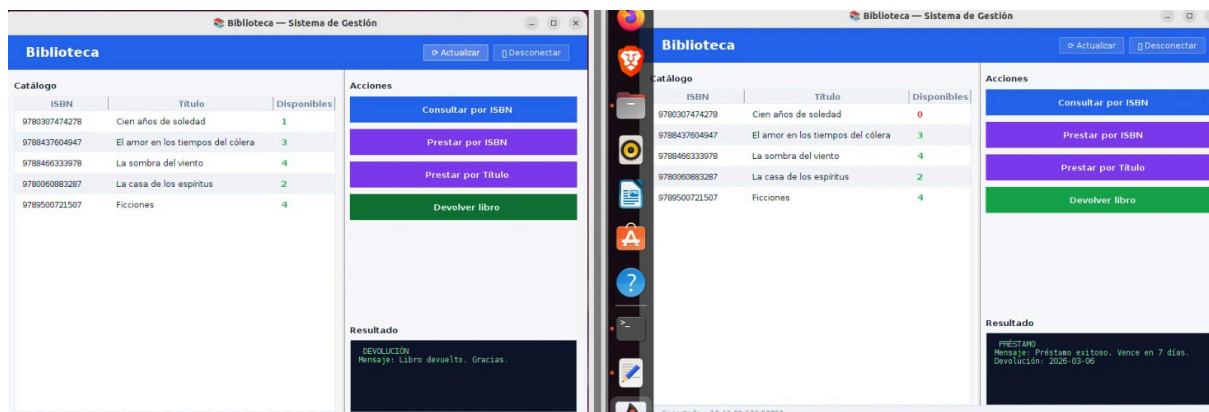 Biblioteca — Sistema de Gestión
Biblioteca
Actualizar
Desconectar
Catálogo
ISBN Título Disponibles
9780307474278 Cien años de soledad 1
9788437604947 El amor en los tiempos del cólera 3
9788466333978 La sombra del viento 4
9780060883287 La casa de los espíritus 2
9789500721507 Ficciones 4
Acciones
Consultar por ISBN
Prestar por ISBN
Prestar por Título
Devolver libro
Resultado
DEVOLUCIÓN
Mensaje: Libro devuelto. Gracias.
Biblioteca — Sistema de Gestión
Biblioteca
Actualizar
Desconectar
Catálogo
ISBN Título Disponibles
9780307474278 Cien años de soledad 0
9788437604947 El amor en los tiempos del cólera 3
9788466333978 La sombra del viento 4
9780060883287 La casa de los espíritus 2
9789500721507 Ficciones 4
Acciones
Consultar por ISBN
Prestar por ISBN
Prestar por Título
Devolver libro
Resultado
PRÉSTAMO
Mensaje: Préstamo exitoso. Vence en 7 días.
Devolución: 2026-03-06